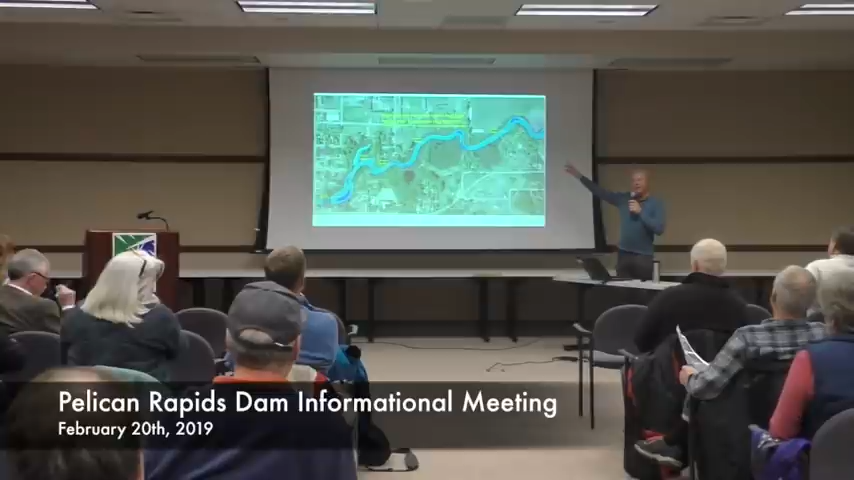 Pelican Rapids Dam Informational Meeting
February 20th, 2019